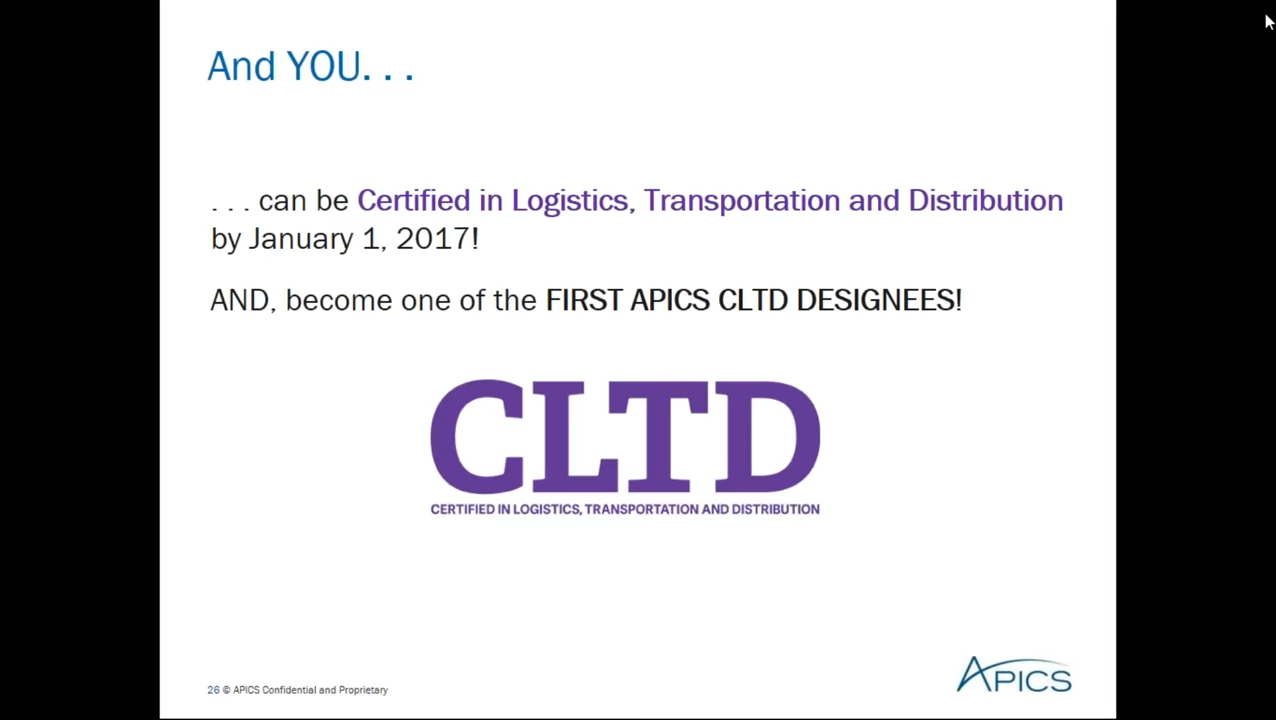 And YOU. . .
. . . can be Certified in Logistics, Transportation and Distribution
by January 1, 2017!
AND, become one of the FIRST APICS CLTD DESIGNEES!
CLTD
CERTIFIED IN LOGISTICS, TRANSPORTATION AND DISTRIBUTION
26 © APICS Confidential and Proprietary
APICS